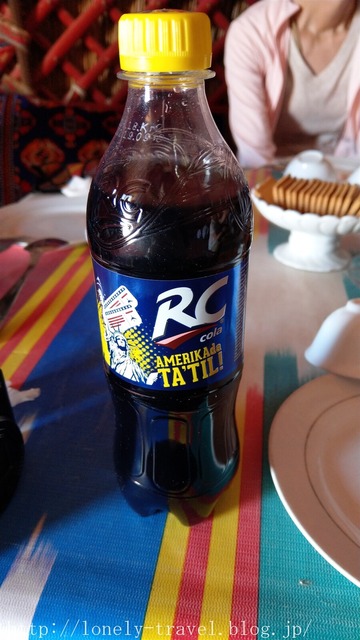 RC
cola
AMERIKAda
TA'TIL!
http://lonely-travel.blog.jp/